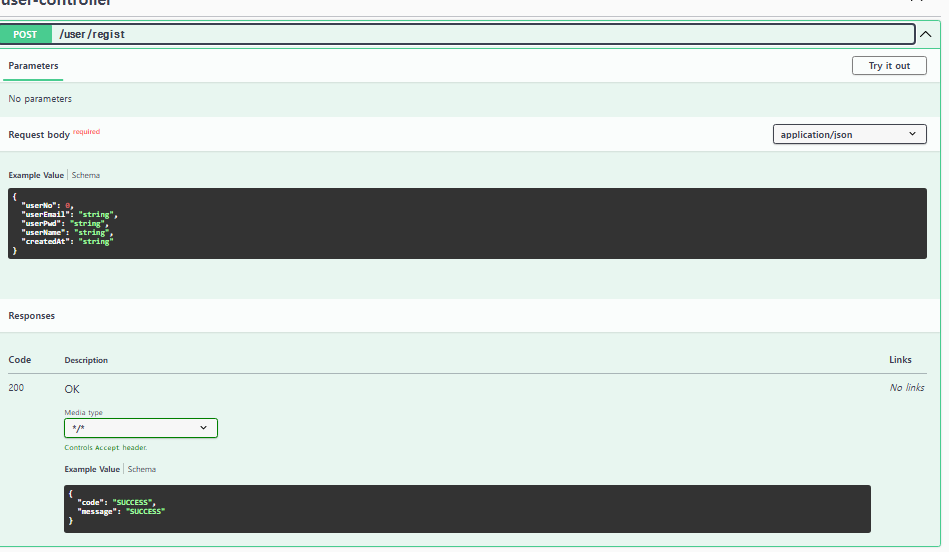 user-controller
POST /user/regist
Parameters Try it out
No parameters
Request body required application/json
Example Value Schema
{
"userNo": 0,
"userEmail": "string",
"userPwd": "string",
"userName": "string",
"createdAt": "string"
}
Responses
Code Description Links
200 OK No links
Media type
*/*
Controls Accept header.
Example Value Schema
{
"code": "SUCCESS",
"message": "SUCCESS"
}